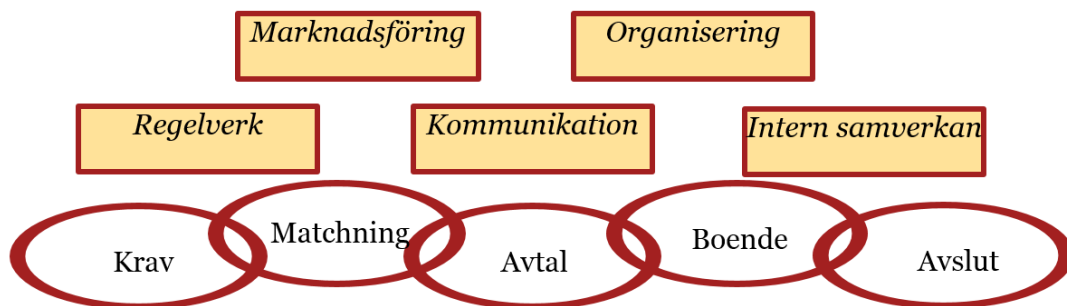 Marknadsföring
Organisering
Regelverk
Kommunikation
Intern samverkan
Krav
Matchning
Avtal
Boende
Avslut